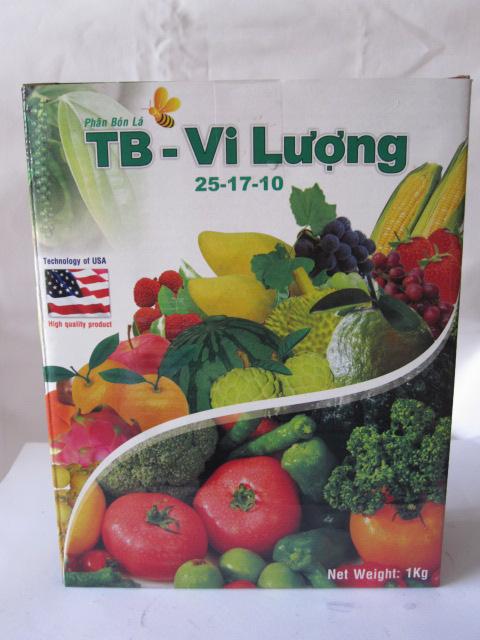 Phân Bón Lá
TB - Vi Lượng
25-17-10
Technology of USA
High quality product
Net Weight: 1Kg